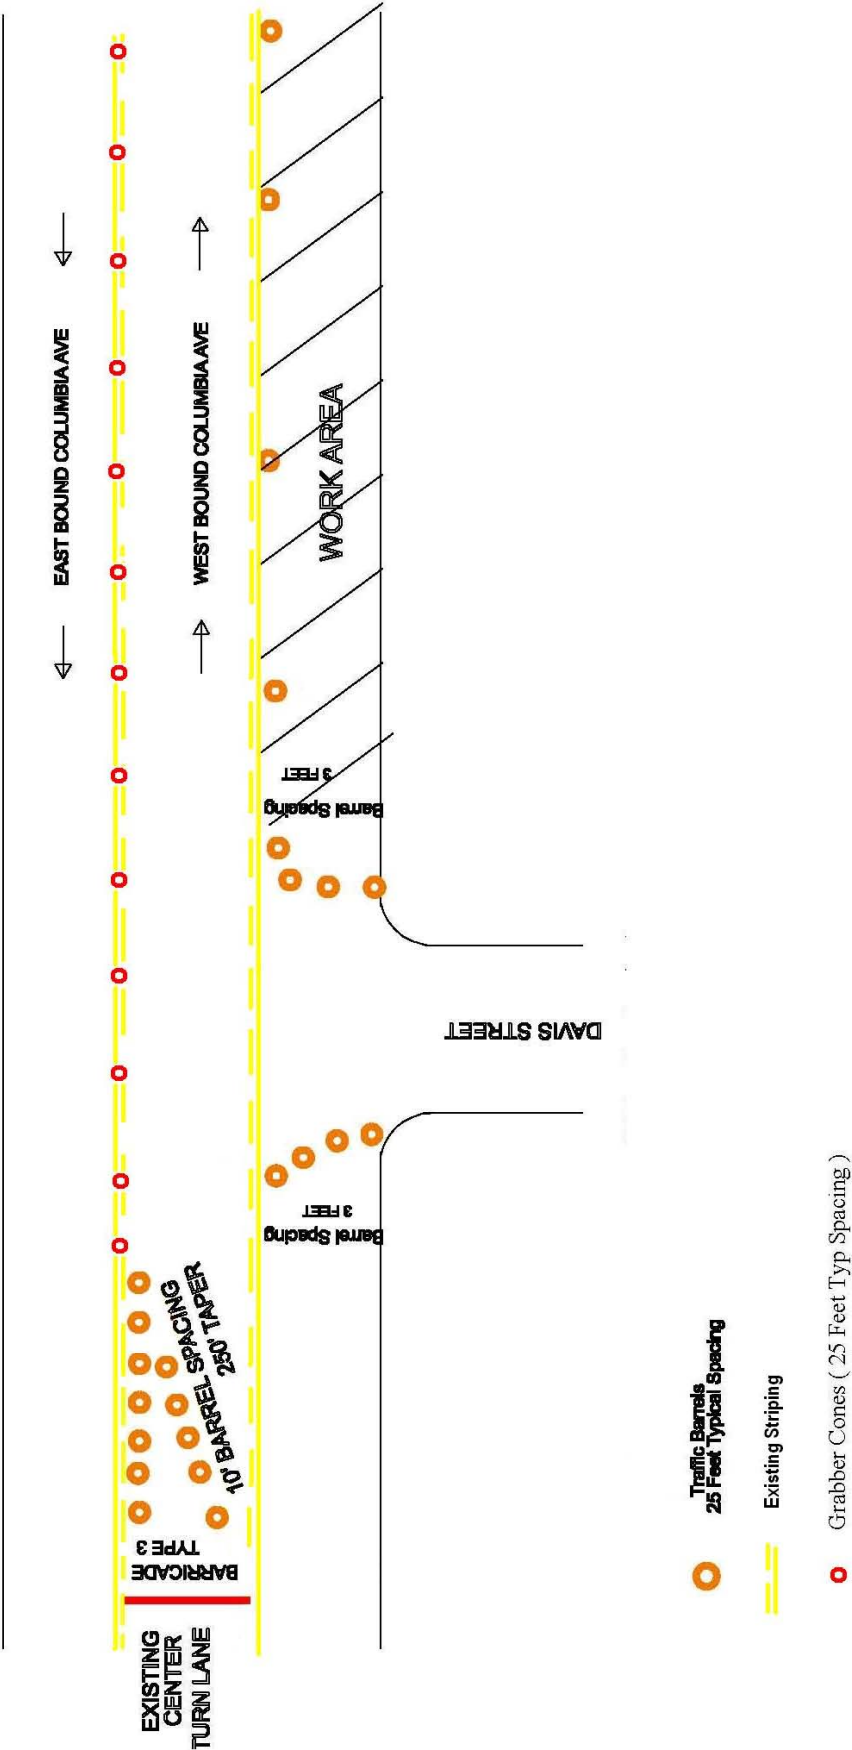 EAST BOUND COLUMBIA AVE
WEST BOUND COLUMBIA AVE
WORK AREA
3 FEET
Barrel Spacing
DAVIS STREET
3 FEET
Barrel Spacing
10' BARREL SPACING
250' TAPER
TYPE 3
BARRICADE
EXISTING
CENTER
TURN LANE
Traffic Barrels
25 Feet Typical Spacing
Existing Striping
Grabber Cones ( 25 Feet Typ Spacing )